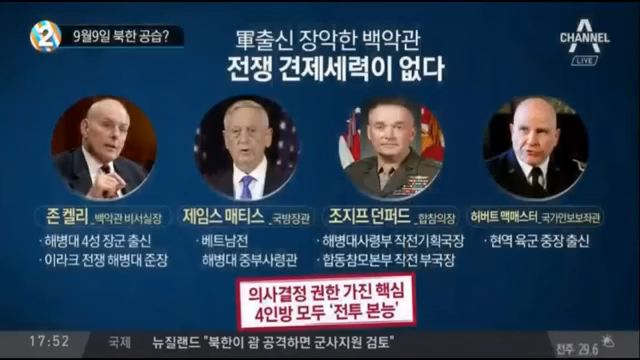 2
9월9일 북한 공습?
CHANNEL A
LIVE
軍출신 장악한 백악관
전쟁 견제세력이 없다
존 켈리_백악관 비서실장
· 해병대 4성 장군 출신
· 이라크 전쟁 해병대 준장
제임스 매티스_국방장관
· 베트남전
해병대 중부사령관
조지프 던퍼드_합참의장
· 해병대사령부 작전기획국장
· 합동참모본부 작전 부국장
허버트 맥매스터_국가안보보좌관
· 현역 육군 중장 출신
의사결정 권한 가진 핵심
4인방 모두 ‘전투 본능’
17:52 국제 뉴질랜드 "북한이 괌 공격하면 군사지원 검토" 전주 29.6